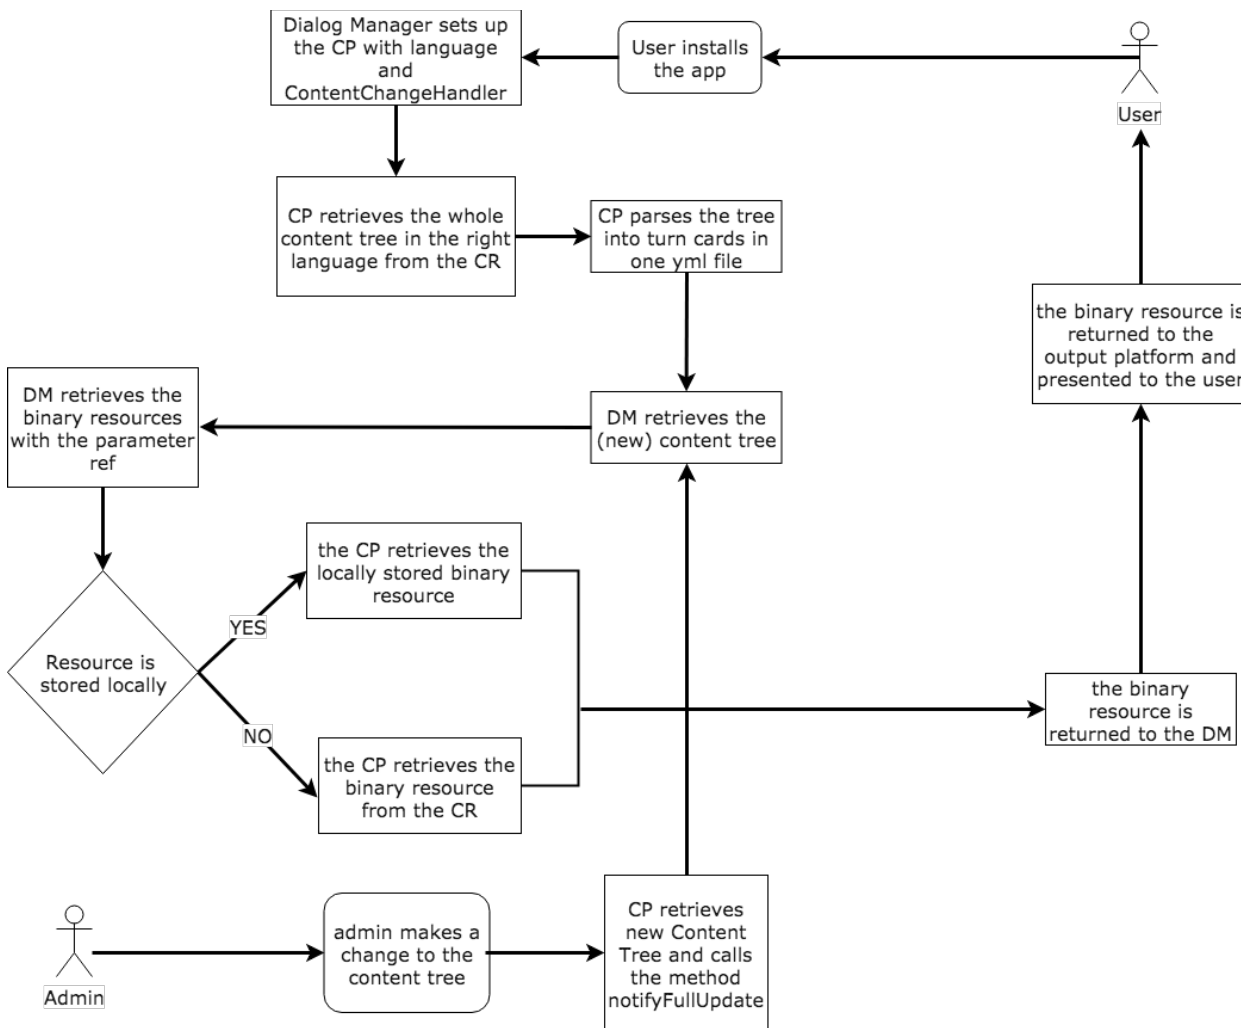 Dialog Manager sets up
the CP with language
and
ContentChangeHandler
User installs
the app
User
CP retrieves the whole
content tree in the right
language from the CR
CP parses the tree
into turn cards in
one yml file
the binary resource is
returned to the
output platform and
presented to the user
DM retrieves the
binary resources
with the parameter
ref
DM retrieves the
(new) content tree
the CP retrieves the
locally stored binary
resource
YES
Resource is
stored locally
NO
the CP retrieves the
binary resource
from the CR
the binary
resource is
returned to the DM
Admin
admin makes a
change to the
content tree
CP retrieves
new Content
Tree and calls
the method
notifyFullUpdate